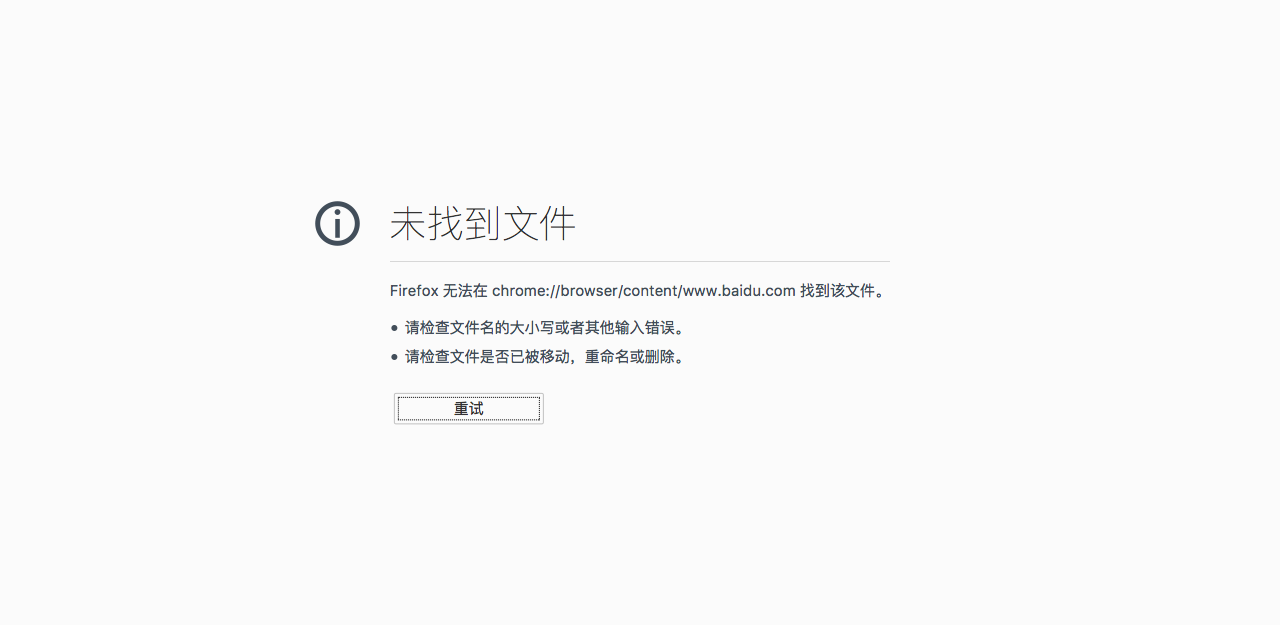 未找到文件
Firefox 无法在 chrome://browser/content/www.baidu.com 找到该文件。
• 请检查文件名的大小写或者其他输入错误。
• 请检查文件是否已被移动，重命名或删除。
重试